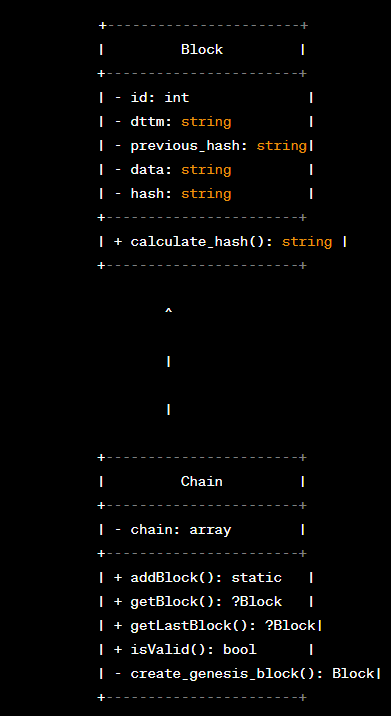 +-----------------------+
|         Block         |
+-----------------------+
| - id: int              |
| - dttm: string         |
| - previous_hash: string|
| - data: string         |
| - hash: string         |
+-----------------------+
| + calculate_hash(): string |
+-----------------------+
^
|
|
+-----------------------+
|         Chain         |
+-----------------------+
| - chain: array        |
+-----------------------+
| + addBlock(): static   |
| + getBlock(): ?Block   |
| + getLastBlock(): ?Block|
| + isValid(): bool      |
| - create_genesis_block(): Block|
+-----------------------+